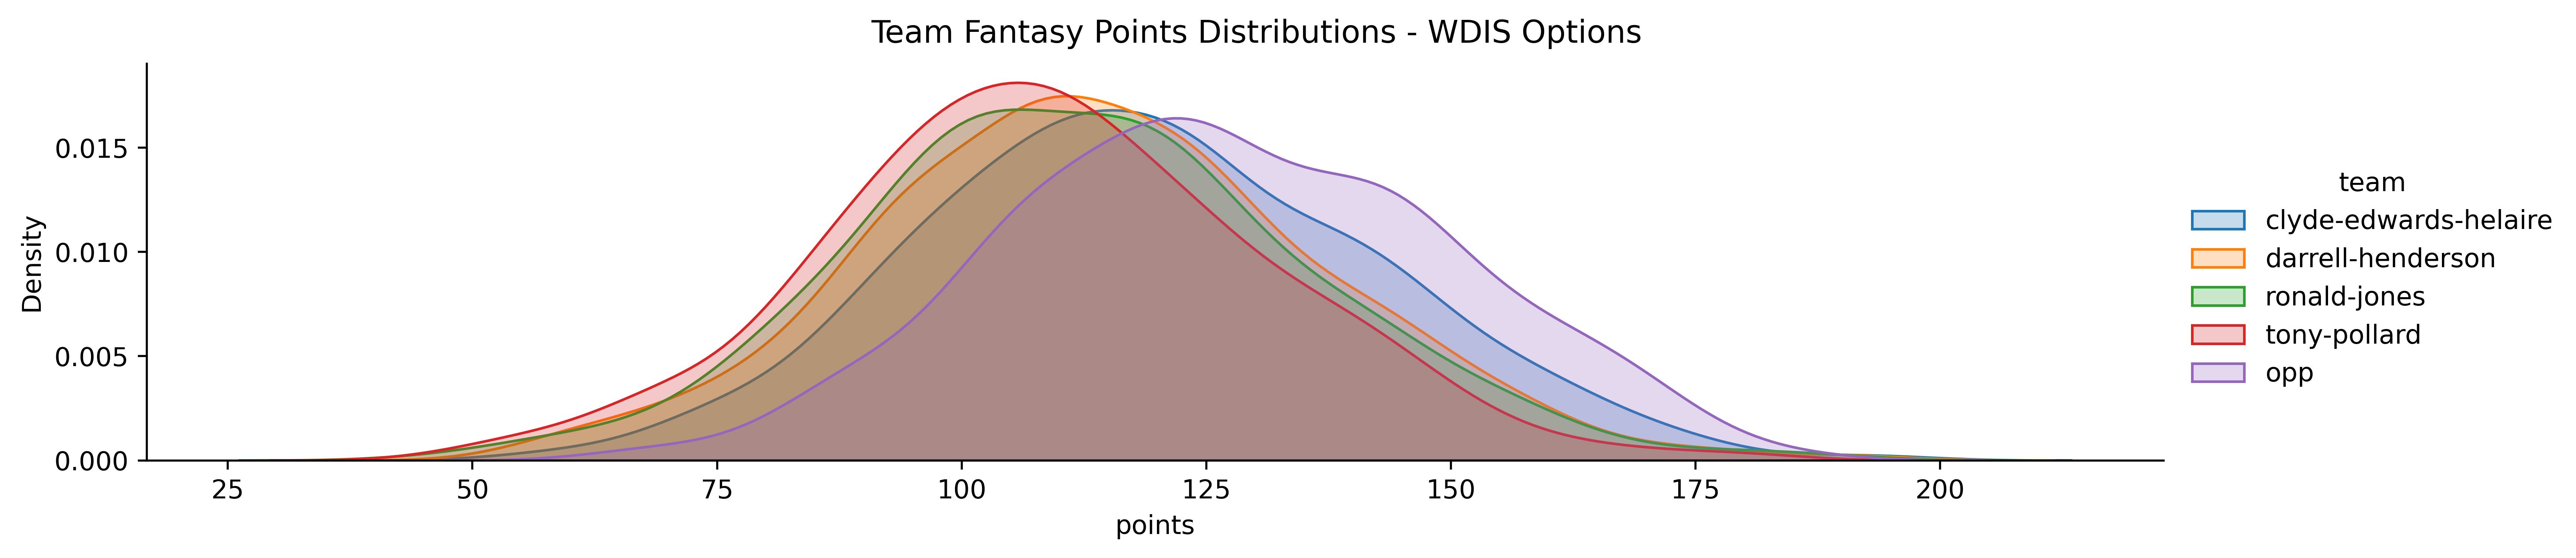 Team Fantasy Points Distributions - WDIS Options
Density
0.015
0.010
0.005
0.000
25 50 75 100 125 150 175 200
points
team
clyde-edwards-helaire
darrell-henderson
ronald-jones
tony-pollard
opp